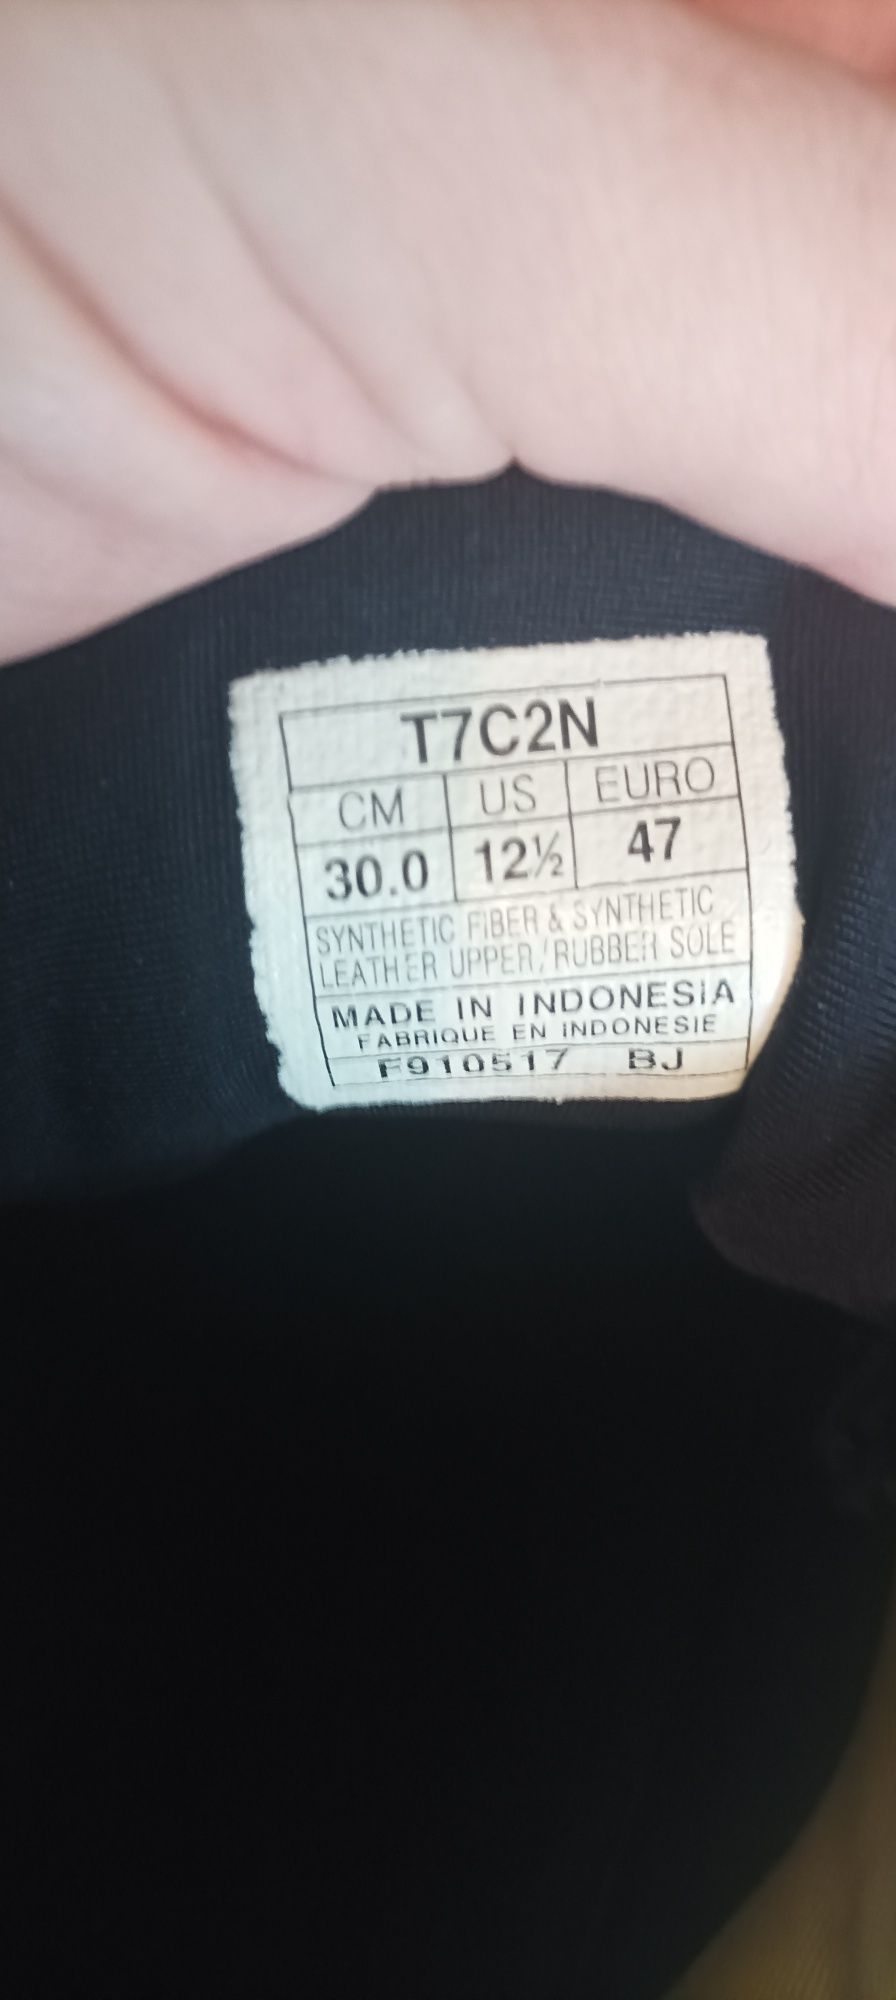 T7C2N
CM US EURO
30.0 12½ 47
SYNTHETIC FIBER & SYNTHETIC
LEATHER UPPER/RUBBER SOLE
MADE IN INDONESIA
FABRIQUE EN INDONESIE
F910517 BJ